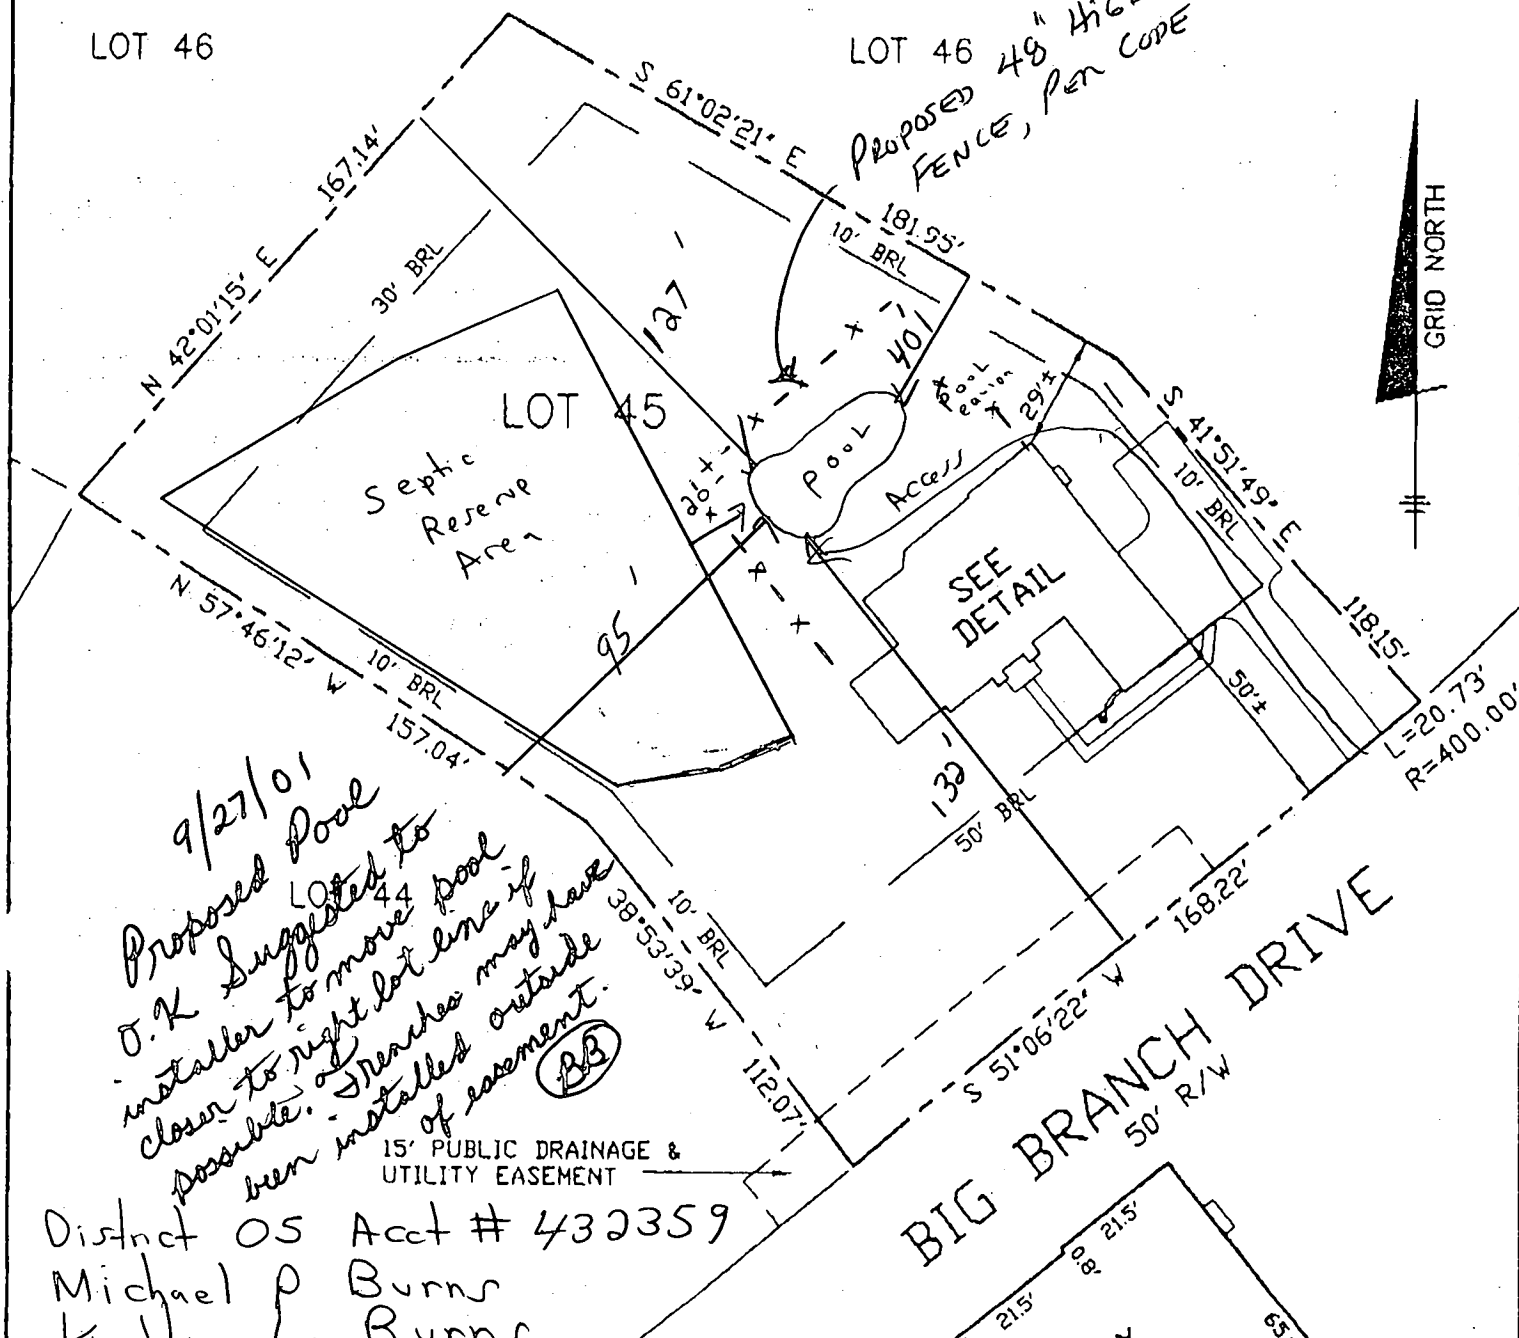 LOT 46
LOT 46
PROPOSED 48"
FENCE, PER CODE
S 61°02'21" E
181.95'
10' BRL
167.14'
N 42°01'15" E
30' BRL
127'
40'
GRID NORTH
LOT 45
POOL
29'±
POOL
Access
Septic
Reserve
Area
20'
S 41°51'49" E
10' BRL
118.15'
SEE
DETAIL
95'
N 57°46'12" W
10' BRL
157.04'
50'±
L=20.73'
R=400.00'
132'
50' BRL
9/27/01
Proposed Pool
O.K Suggested to
installer to move pool
closer to right lot line if
possible. Trenches may have
been installed outside
of easement.
BB
LOT 44
38°53'39" W
10' BRL
112.07'
168.22'
S 51°06'22" W
BIG BRANCH DRIVE
50' R/W
15' PUBLIC DRAINAGE &
UTILITY EASEMENT
District 05 Acct # 432359
Michael P Burns
Burns
21.5'
0.8'
21.5'
65.